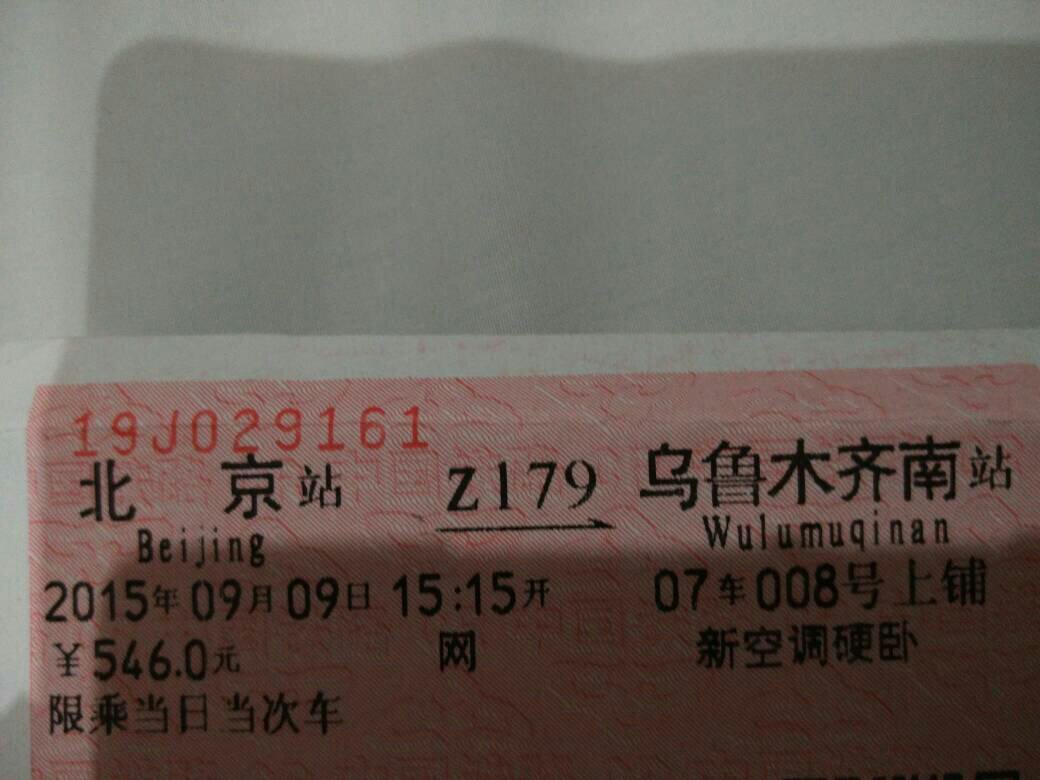 19J029161
北 京站 Z179 乌鲁木齐南站
Beijing Wulumuqinan
2015年09月09日 15:15开 07车008号上铺
￥546.0元 网 新空调硬卧
限乘当日当次车